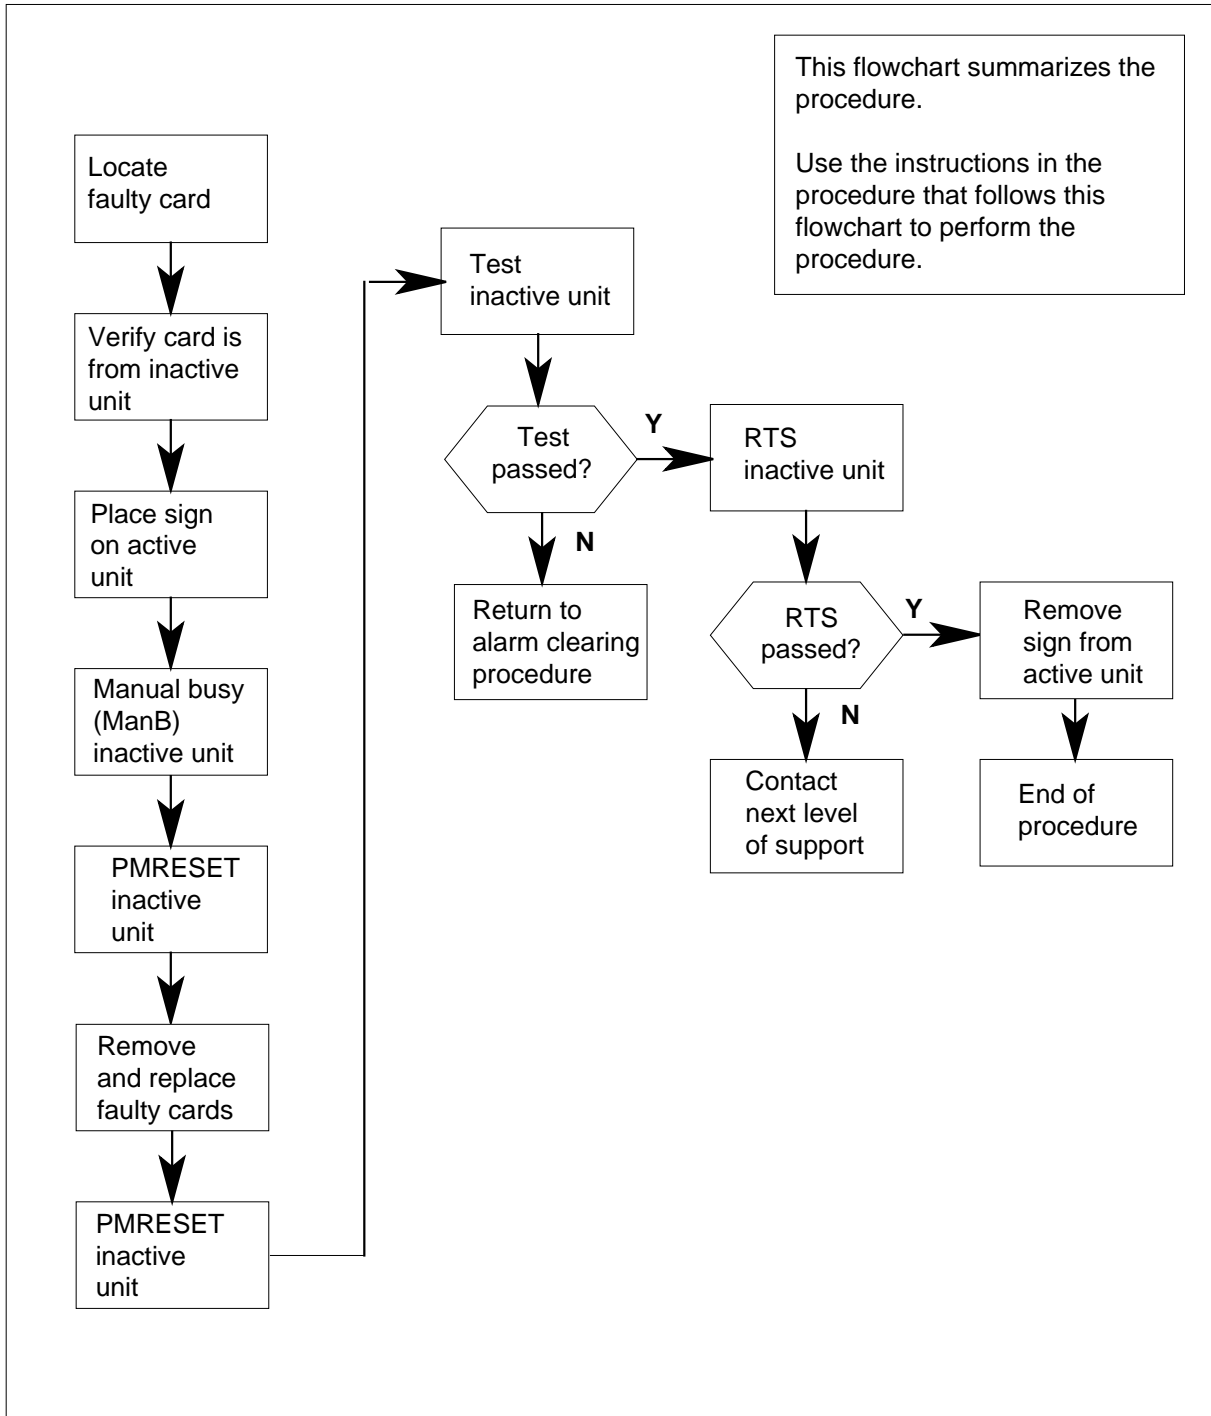 This flowchart summarizes the
procedure.
Use the instructions in the
procedure that follows this
flowchart to perform the
procedure.
Locate
faulty card
Verify card is
from inactive
unit
Place sign
on active
unit
Manual busy
(ManB)
inactive unit
PMRESET
inactive
unit
Remove
and replace
faulty cards
PMRESET
inactive
unit
Test
inactive unit
Test
passed?
Y
N
Return to
alarm clearing
procedure
RTS
inactive unit
RTS
passed?
Y
N
Contact
next level
of support
Remove
sign from
active unit
End of
procedure